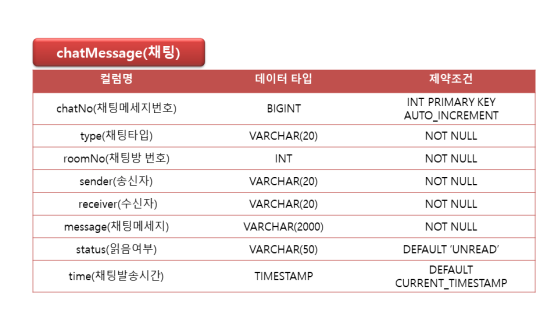 chatMessage(채팅)
컬럼명 데이터 타입 제약조건
chatNo(채팅메세지번호) BIGINT INT PRIMARY KEY
AUTO_INCREMENT
type(채팅타입) VARCHAR(20) NOT NULL
roomNo(채팅방 번호) INT NOT NULL
sender(송신자) VARCHAR(20) NOT NULL
receiver(수신자) VARCHAR(20) NOT NULL
message(채팅메세지) VARCHAR(2000) NOT NULL
status(읽음여부) VARCHAR(50) DEFAULT ‘UNREAD’
time(채팅발송시간) TIMESTAMP DEFAULT
CURRENT_TIMESTAMP